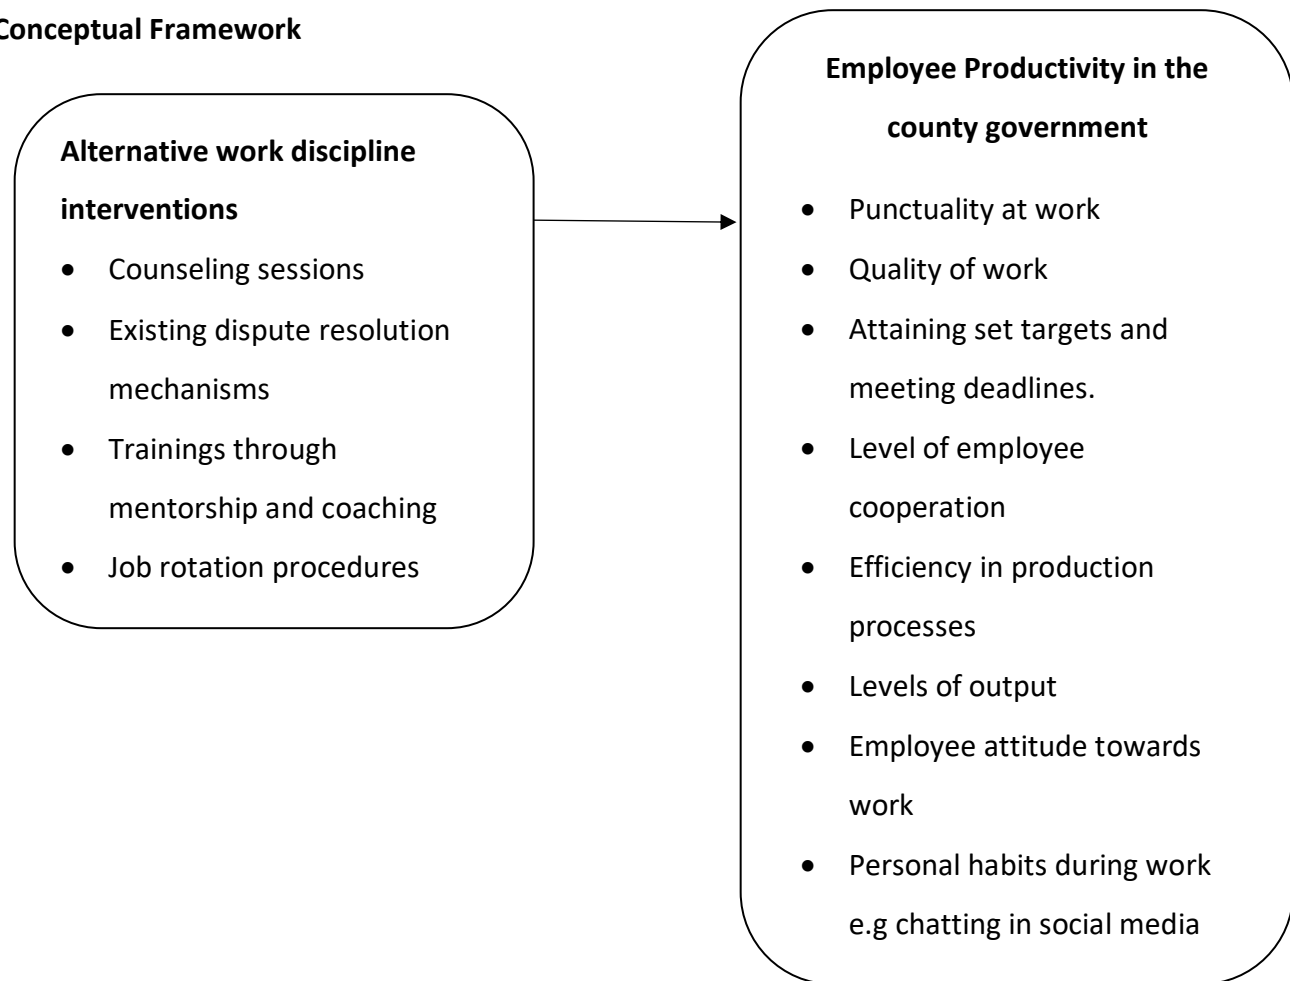 Conceptual Framework
Alternative work discipline
interventions
• Counseling sessions
• Existing dispute resolution
mechanisms
• Trainings through
mentorship and coaching
• Job rotation procedures
Employee Productivity in the
county government
• Punctuality at work
• Quality of work
• Attaining set targets and
meeting deadlines.
• Level of employee
cooperation
• Efficiency in production
processes
• Levels of output
• Employee attitude towards
work
• Personal habits during work
e.g chatting in social media